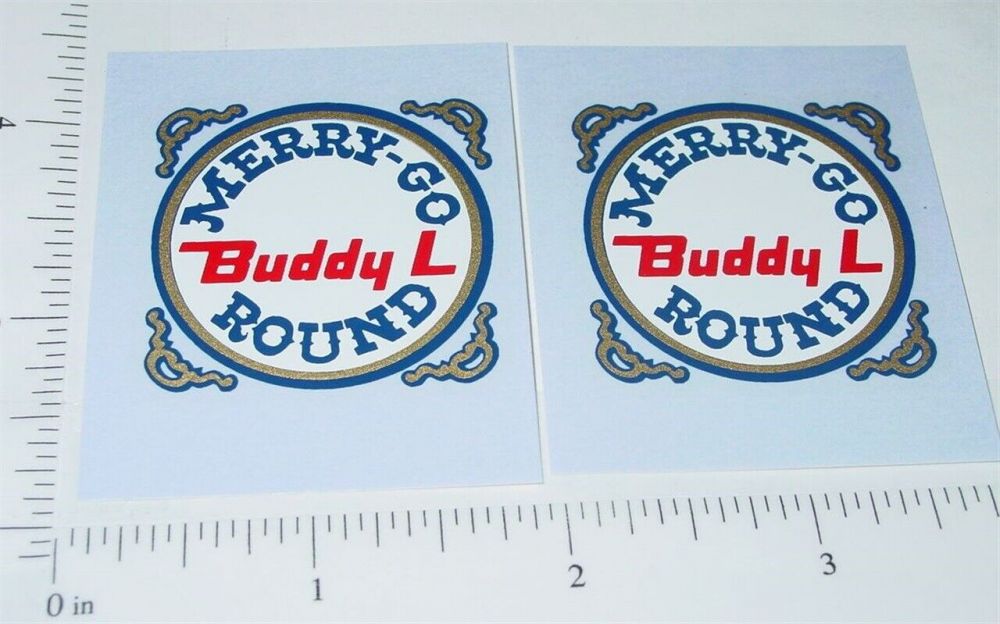 MERRY-GO
Buddy L
ROUND
MERRY-GO
Buddy L
ROUND
4
0 in
1
2
3